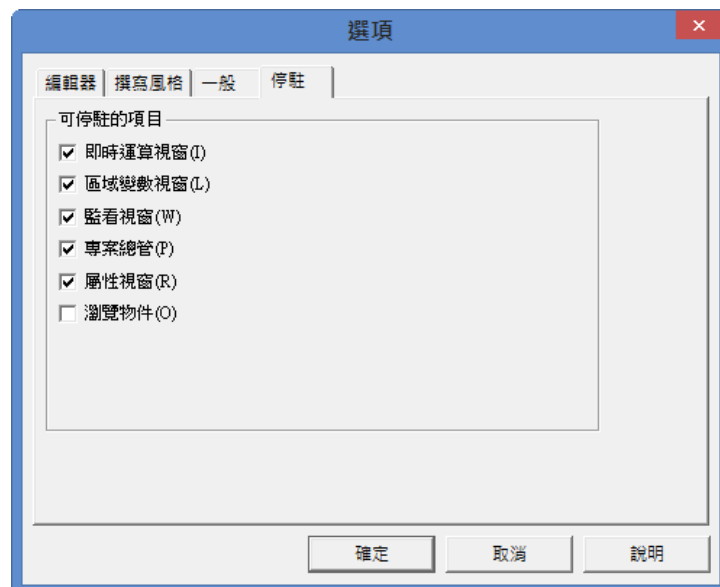 選項
編輯器 撰寫風格 一般 停駐
可停駐的項目
即時運算視窗(I)
區域變數視窗(L)
監看視窗(W)
專案總管(P)
屬性視窗(R)
瀏覽物件(O)
確定 取消 說明